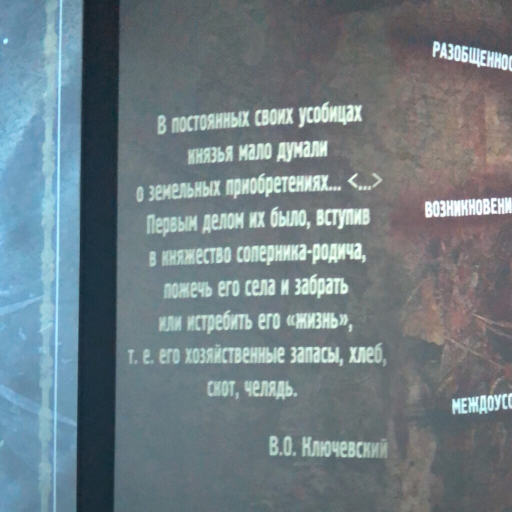 В постоянных своих усобицах
князья мало думали
о земельных приобретениях... <...>
Первым делом их было, вступив
в княжество соперника-родича,
пожечь его села и забрать
или истребить его «жизнь»,
т. е. его хозяйственные запасы, хлеб,
скот, челядь.
В.О. Ключевский
РАЗОБЩЕННОС
ВОЗНИКНОВЕНИ
МЕЖДОУСО